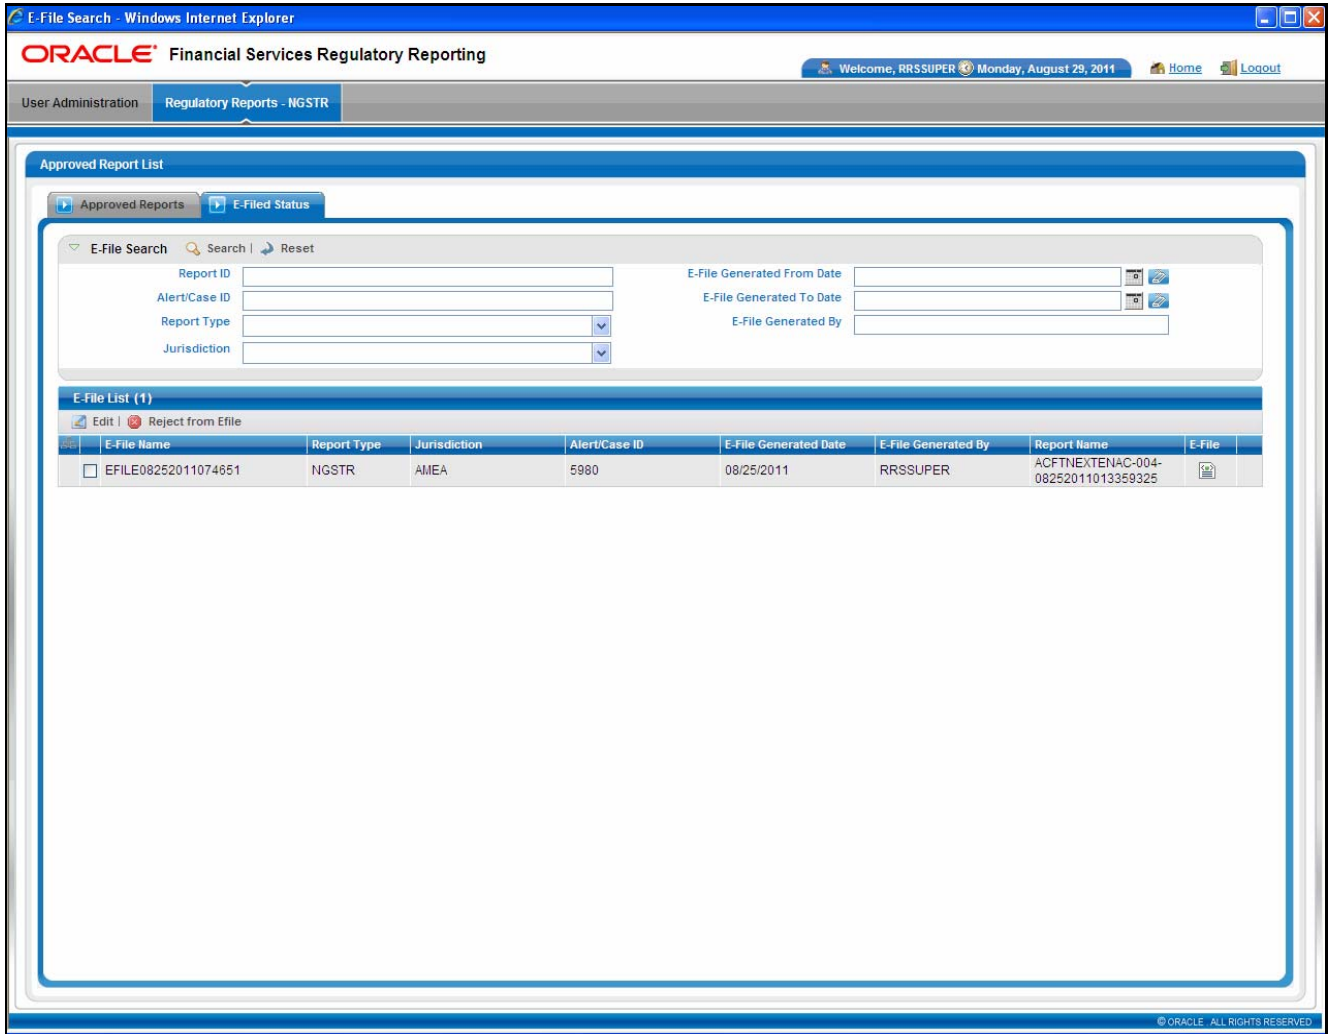 E-File Search - Windows Internet Explorer
ORACLE Financial Services Regulatory Reporting
Welcome, RRSSUPER Monday, August 29, 2011 Home Logout
User Administration Regulatory Reports - NGSTR
Approved Report List
Approved Reports E-Filed Status
E-File Search Search | Reset
Report ID E-File Generated From Date
Alert/Case ID E-File Generated To Date
Report Type E-File Generated By
Jurisdiction
E-File List (1)
Edit | Reject from Efile
E-File Name Report Type Jurisdiction Alert/Case ID E-File Generated Date E-File Generated By Report Name E-File
EFILE08252011074651 NGSTR AMEA 5980 08/25/2011 RRSSUPER ACFTNEXTENAC-004-
08252011013359325
© ORACLE ALL RIGHTS RESERVED